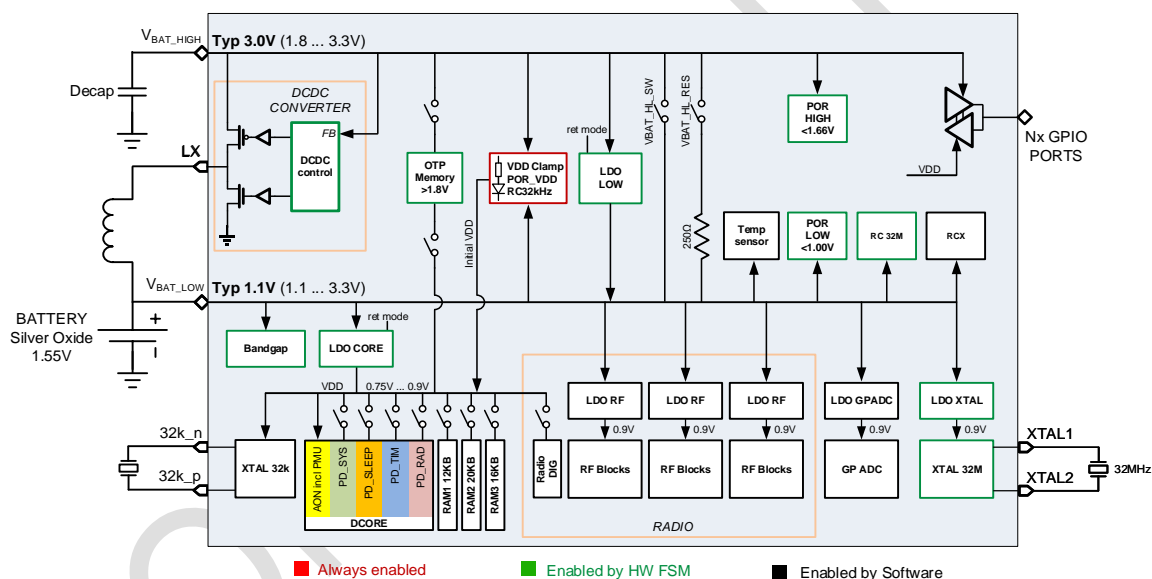 V_BAT_HIGH
Typ 3.0V (1.8 ... 3.3V)
Decap
DCDC
CONVERTER
FB
DCDC
control
LX
OTP
Memory
>1.8V
VDD Clamp
POR_VDD
RC32kHz
ret mode
LDO
LOW
VBAT_HL_SW
VBAT_HL_RES
POR
HIGH
<1.66V
Nx GPIO
PORTS
VDD
Initial VDD
250Ω
Temp
sensor
POR
LOW
<1.00V
RC 32M
RCX
V_BAT_LOW
Typ 1.1V (1.1 ... 3.3V)
BATTERY
Silver Oxide
1.55V
+
Bandgap
ret mode
LDO CORE
VDD
0.75V ... 0.9V
LDO RF
LDO RF
LDO RF
LDO GPADC
LDO XTAL
0.9V
0.9V
0.9V
0.9V
0.9V
32k_n
32k_p
XTAL 32k
AON incl PMU
PD_SYS
PD_SLEEP
PD_TIM
PD_RAD
DCORE
RAM1 12KB
RAM2 20KB
RAM3 16KB
Radio
DIG
RF Blocks
RF Blocks
RF Blocks
GP ADC
XTAL 32M
XTAL1
XTAL2
32MHz
RADIO
Always enabled
Enabled by HW FSM
Enabled by Software